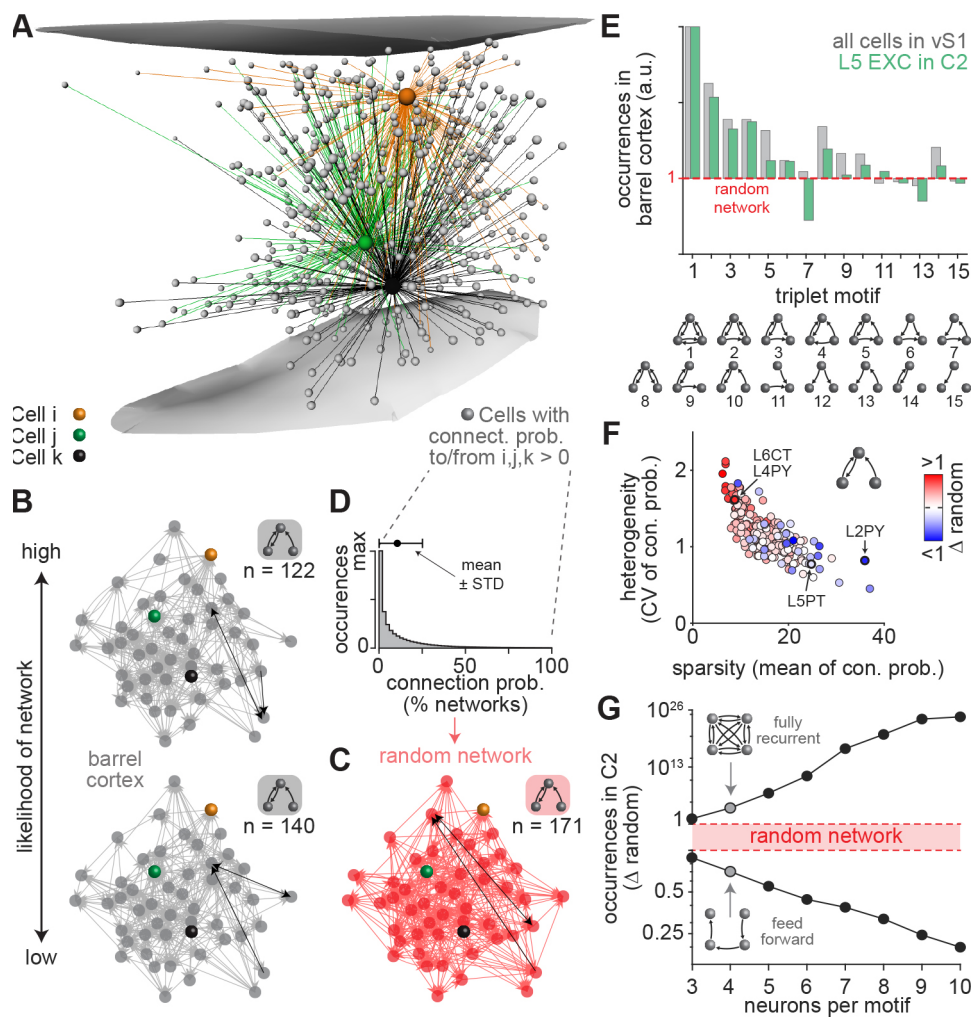 A
Cell i
Cell j
Cell k
Cells with
connect. prob.
to/from i,j,k > 0
B
high
likelihood of network
low
n = 122
barrel
cortex
n = 140
D
occurences
max
0
mean
± STD
0
50
100
connection prob.
(% networks)
random network
C
n = 171
E
all cells in vS1
L5 EXC in C2
occurrences in
barrel cortex (a.u.)
1
random
network
1 3 5 7 9 11 13 15
triplet motif
1 2 3 4 5 6 7
8 9 10 11 12 13 14 15
F
heterogeneity
(CV of con. prob.)
2
1
0
L6CT
L4PY
L2PY
L5PT
>1
<1
Δ random
0 20 40
sparsity (mean of con. prob.)
G
occurrences in C2
(Δ random)
10^26
10^13
1
fully
recurrent
random network
0.5
0.25
feed
forward
3 4 5 6 7 8 9 10
neurons per motif